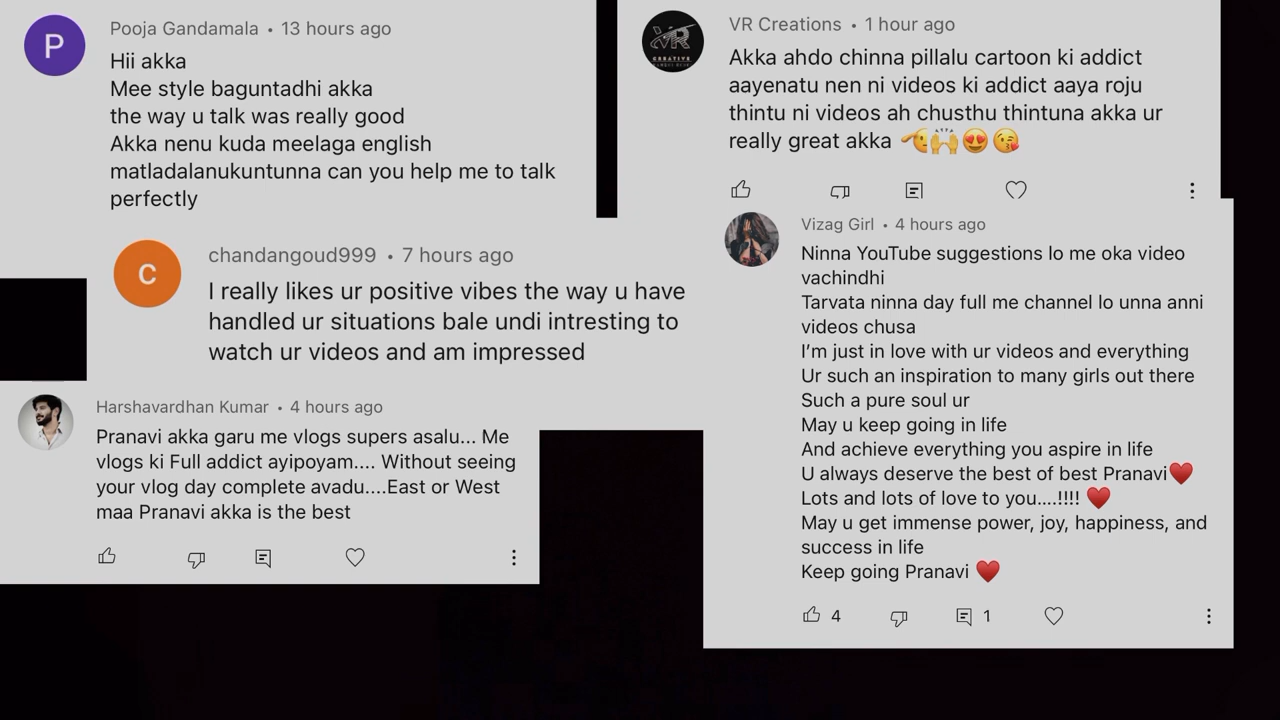 P
Pooja Gandamala • 13 hours ago
Hii akka
Mee style baguntadhi akka
the way u talk was really good
Akka nenu kuda meelaga english
matladalanukuntunna can you help me to talk
perfectly
VR
CREATIVE
VR Creations • 1 hour ago
Akka ahdo chinna pillalu cartoon ki addict
aayenatu nen ni videos ki addict aaya roju
thintu ni videos ah chusthu thintuna akka ur
really great akka 🫡🙌😍😘
C
chandangoud999 • 7 hours ago
I really likes ur positive vibes the way u have
handled ur situations bale undi intresting to
watch ur videos and am impressed
Harshavardhan Kumar • 4 hours ago
Pranavi akka garu me vlogs supers asalu... Me
vlogs ki Full addict ayipoyam.... Without seeing
your vlog day complete avadu....East or West
maa Pranavi akka is the best
Vizag Girl • 4 hours ago
Ninna YouTube suggestions lo me oka video
vachindhi
Tarvata ninna day full me channel lo unna anni
videos chusa
I’m just in love with ur videos and everything
Ur such an inspiration to many girls out there
Such a pure soul ur
May u keep going in life
And achieve everything you aspire in life
U always deserve the best of best Pranavi♥️
Lots and lots of love to you....!!!! ♥️
May u get immense power, joy, happiness, and
success in life
Keep going Pranavi ♥️
4 1